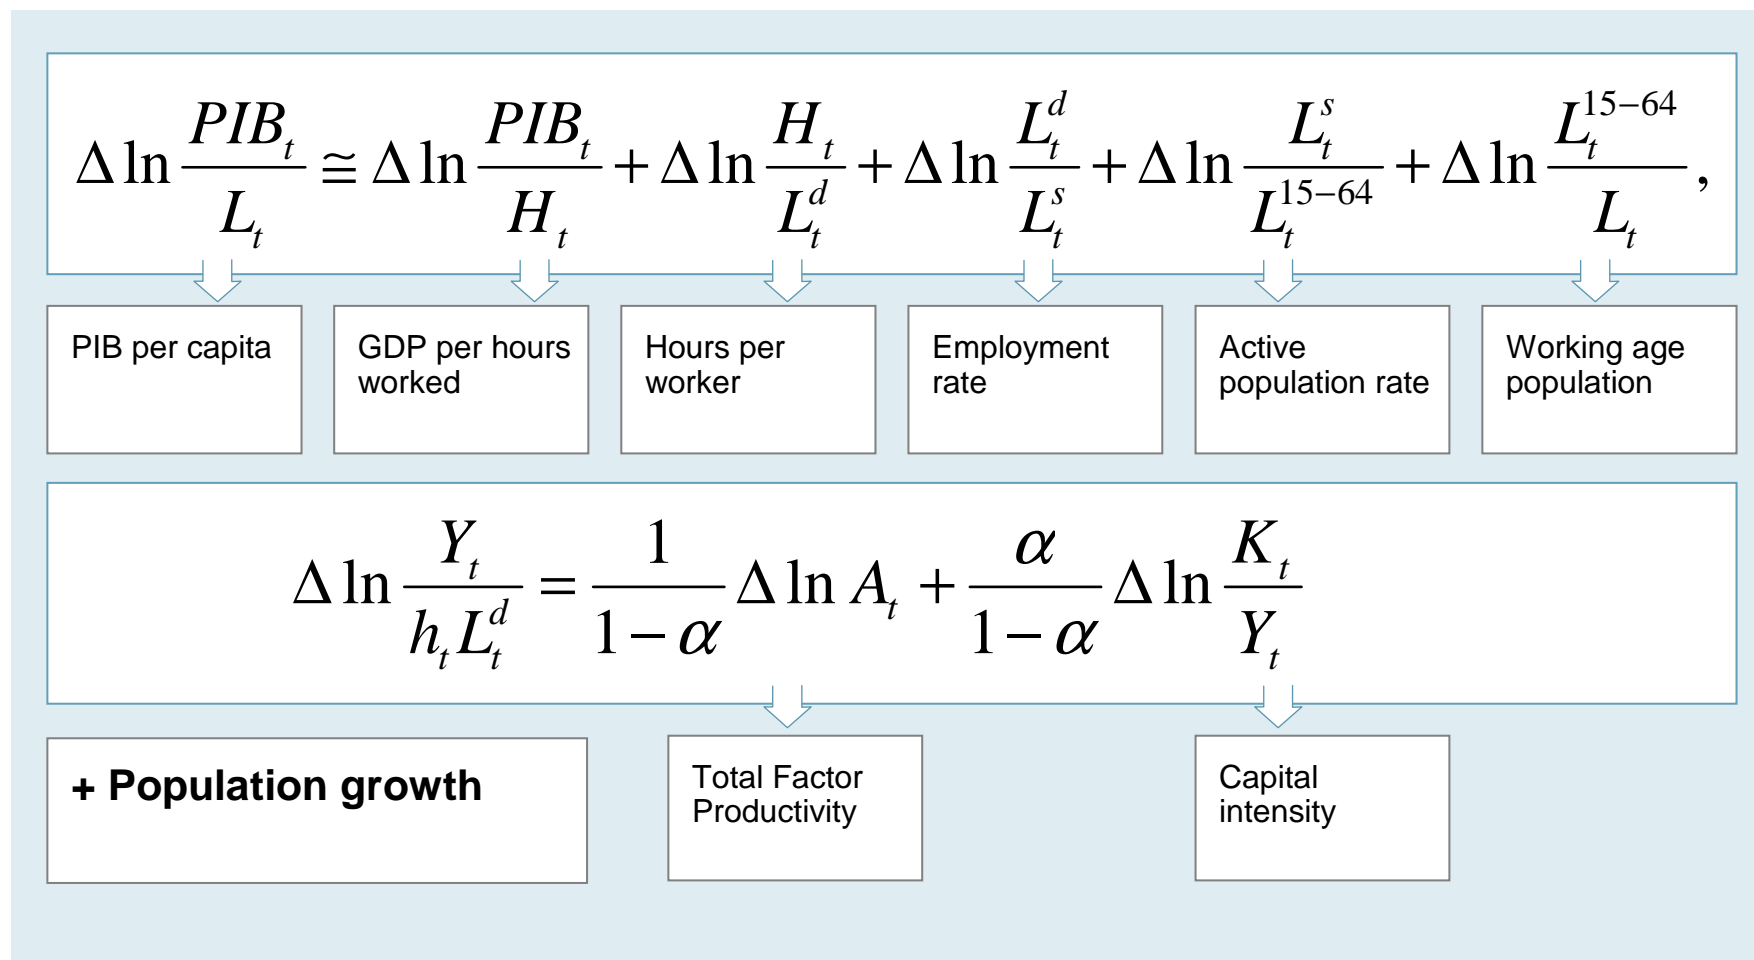 Δ ln PIB_t / L_t ≅ Δ ln PIB_t / H_t + Δ ln H_t / L_t^d + Δ ln L_t^d / L_t^s + Δ ln L_t^s / L_t^{15−64} + Δ ln L_t^{15−64} / L_t ,
PIB per capita
GDP per hours
worked
Hours per
worker
Employment
rate
Active
population rate
Working age
population
Δ ln Y_t / h_t L_t^d = 1 / 1−α Δ ln A_t + α / 1−α Δ ln K_t / Y_t
+ Population growth
Total Factor
Productivity
Capital
intensity